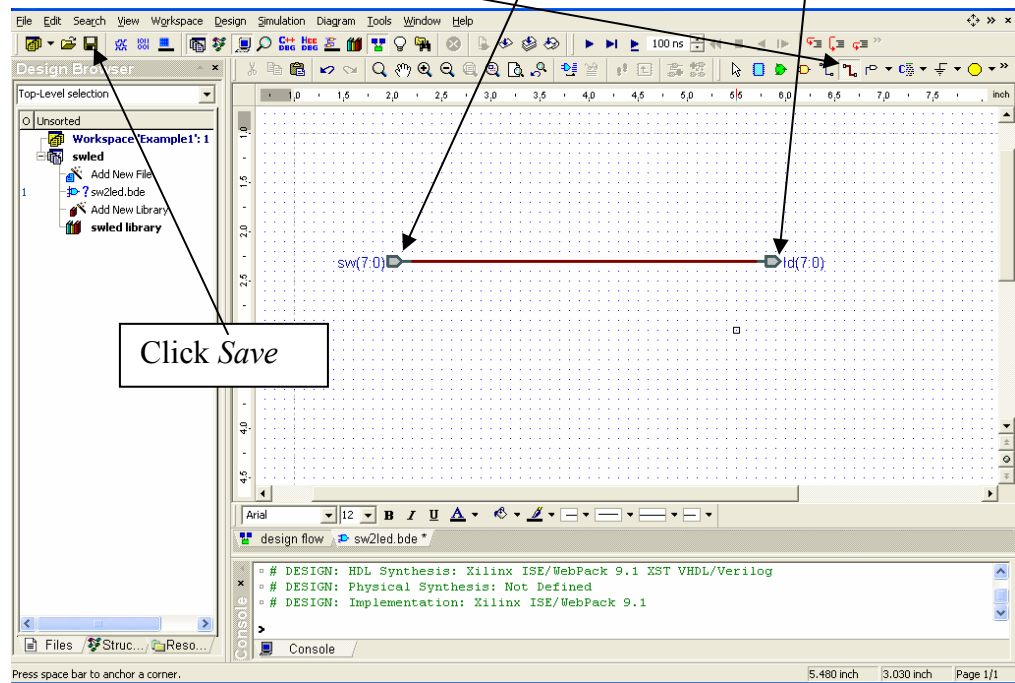 File Edit Search View Workspace Design Simulation Diagram Tools Window Help
100 ns
Design Browser
Top-Level selection
Unsorted
Workspace 'Example1': 1
swled
Add New File
1 ? sw2led.bde
Add New Library
swled library
1,0 1,5 2,0 2,5 3,0 3,5 4,0 4,5 5,0 5,5 6,0 6,5 7,0 7,5 inch
2,0
2,5
4,0
4,5
sw(7:0) ld(7:0)
Click Save
Arial 12 B I U A
design flow sw2led.bde *
# DESIGN: HDL Synthesis: Xilinx ISE/WebPack 9.1 XST VHDL/Verilog
# DESIGN: Physical Synthesis: Not Defined
# DESIGN: Implementation: Xilinx ISE/WebPack 9.1
>
Console
Console
Files Struc... Reso...
Press space bar to anchor a corner. 5.480 inch 3.030 inch Page 1/1